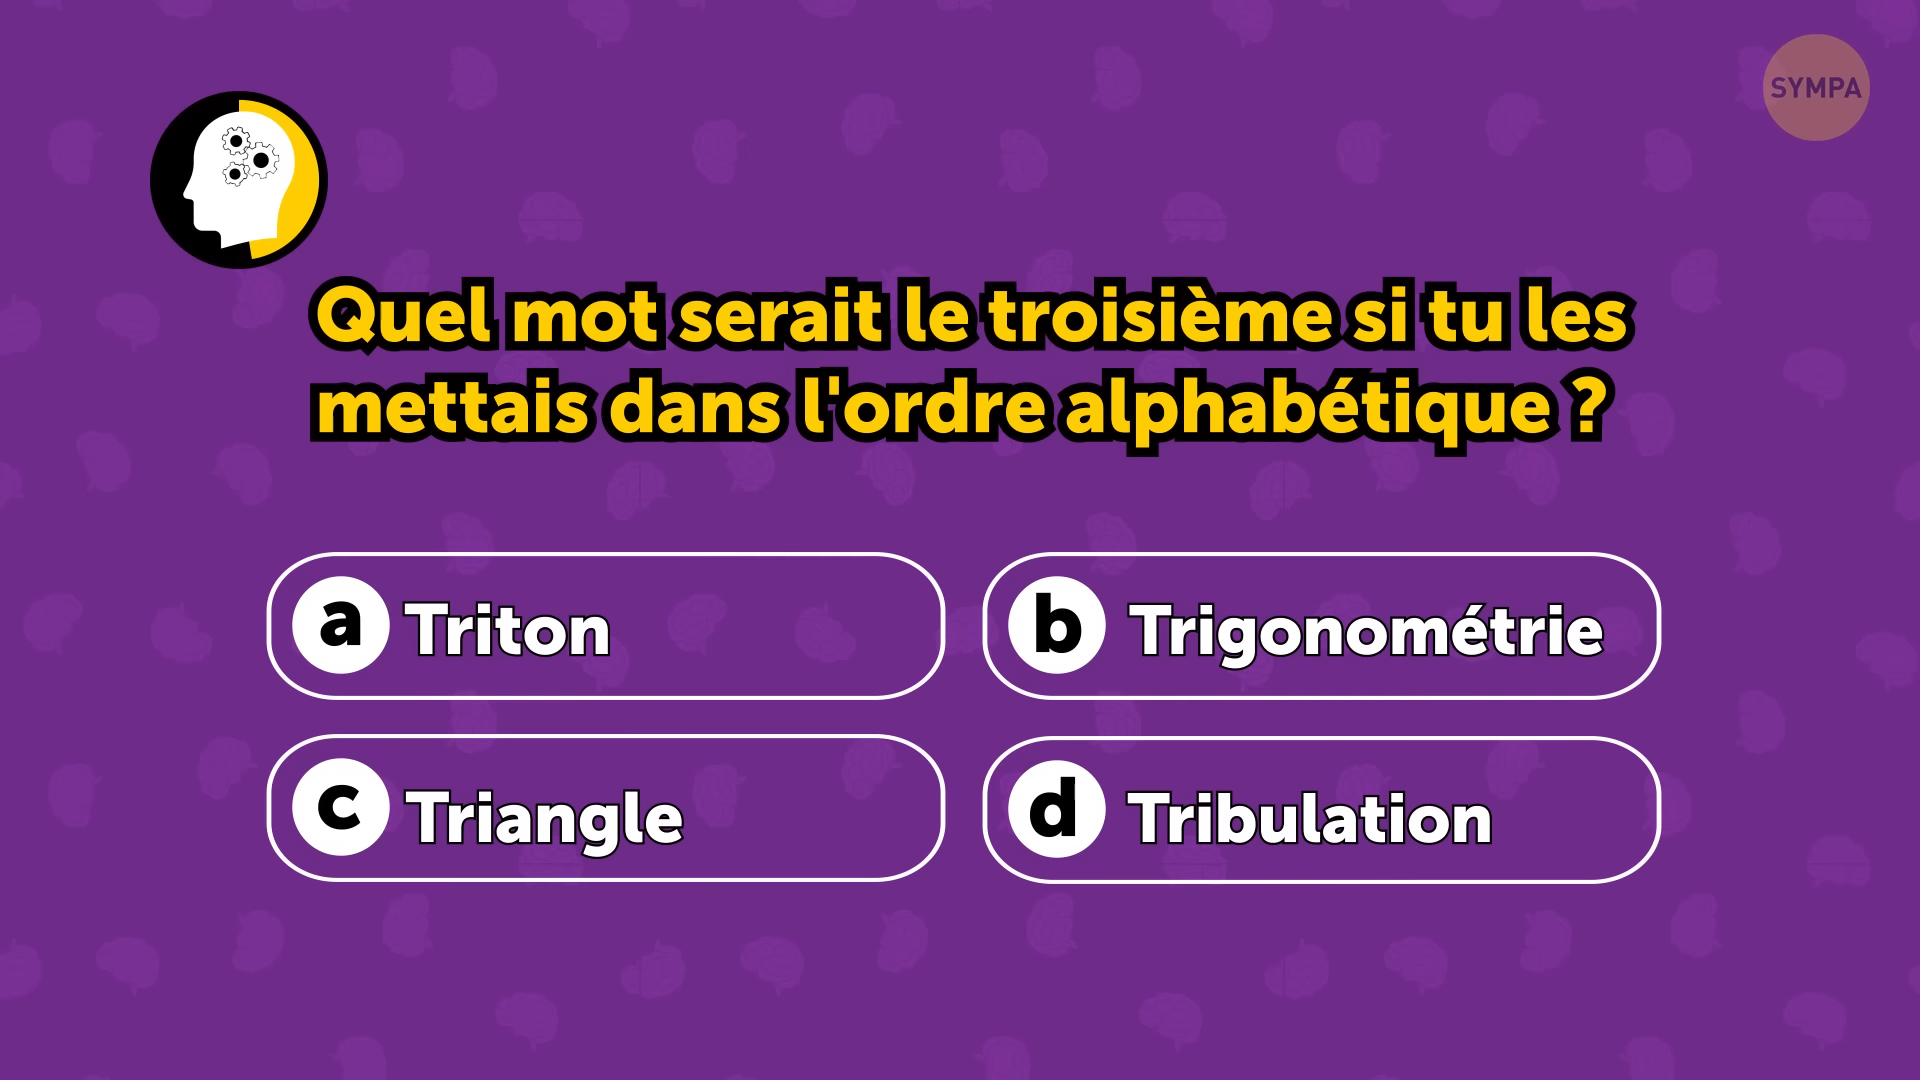 SYMPA
Quel mot serait le troisième si tu les
mettais dans l'ordre alphabétique ?
a Triton
b Trigonométrie
c Triangle
d Tribulation